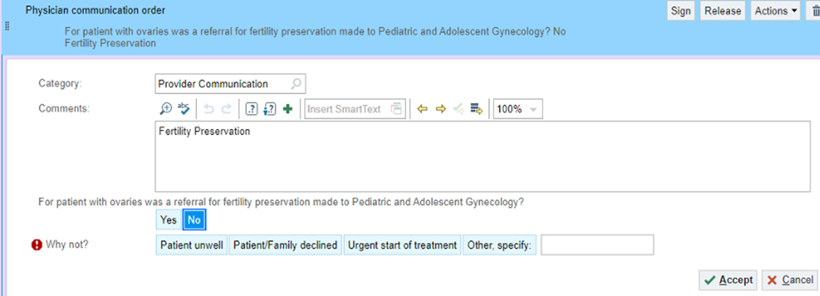 Physician communication order
Sign Release Actions
For patient with ovaries was a referral for fertility preservation made to Pediatric and Adolescent Gynecology? No
Fertility Preservation
Category: Provider Communication
Comments: abc Insert SmartText 100%
Fertility Preservation
For patient with ovaries was a referral for fertility preservation made to Pediatric and Adolescent Gynecology?
Yes No
Why not? Patient unwell Patient/Family declined Urgent start of treatment Other, specify:
Accept Cancel